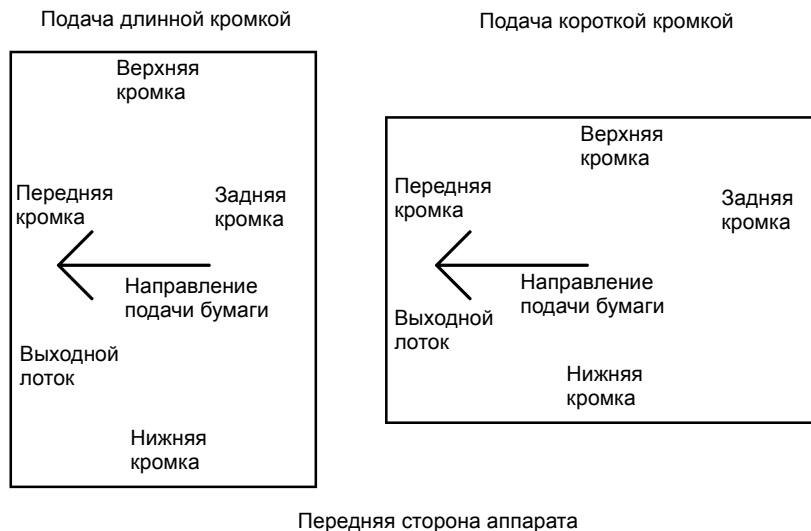 Подача длинной кромкой
Верхняя
кромка
Передняя
кромка
Задняя
кромка
Направление
подачи бумаги
Выходной
лоток
Нижняя
кромка
Подача короткой кромкой
Верхняя
кромка
Передняя
кромка
Задняя
кромка
Направление
подачи бумаги
Выходной
лоток
Нижняя
кромка
Передняя сторона аппарата